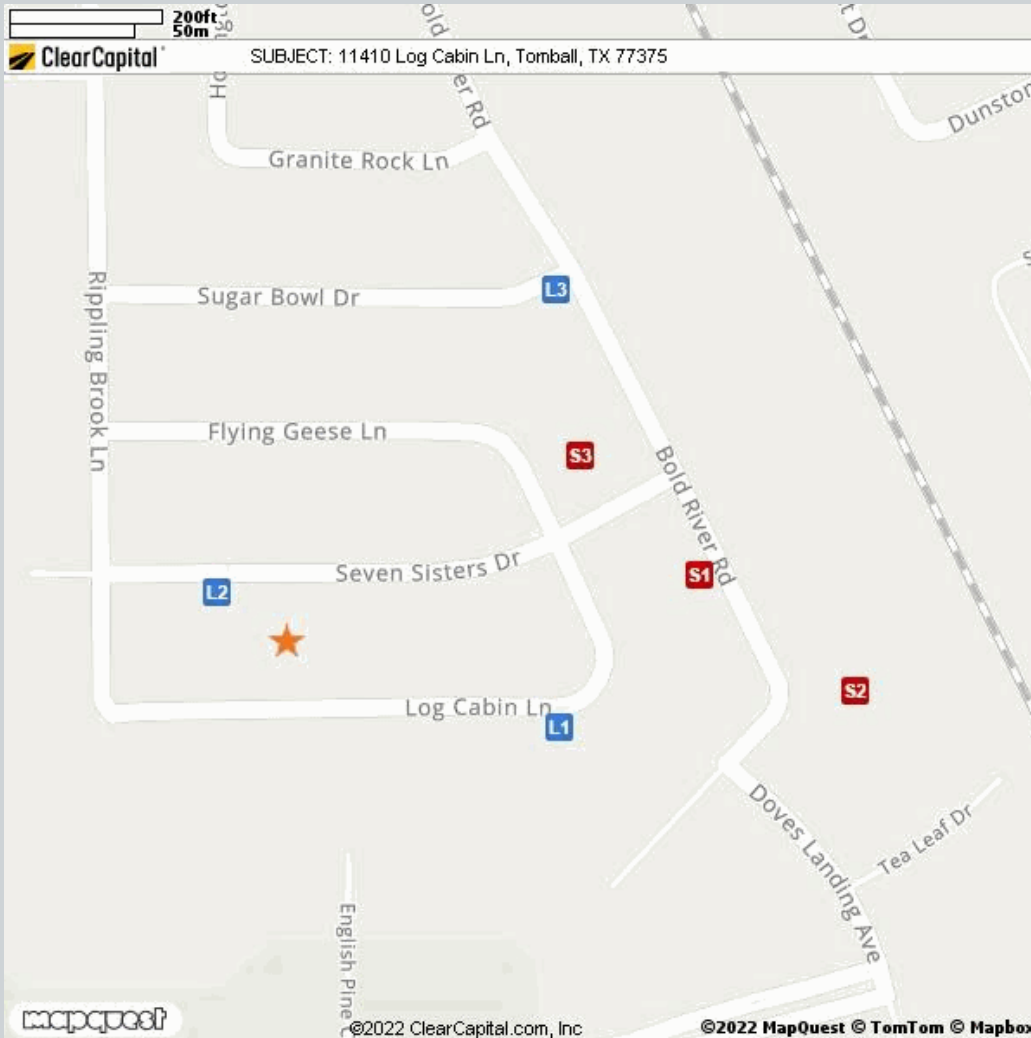 200ft
50m
ClearCapital
SUBJECT: 11410 Log Cabin Ln, Tomball, TX 77375
er Rd
Dunston
Granite Rock Ln
Rippling Brook Ln
Sugar Bowl Dr
L3
Flying Geese Ln
S3
Bold River Rd
Seven Sisters Dr
S1
L2
S2
Log Cabin Ln
L1
Doves Landing Ave
Tea Leaf Dr
English Pine
mapquest
©2022 ClearCapital.com, Inc
©2022 MapQuest © TomTom © Mapbox